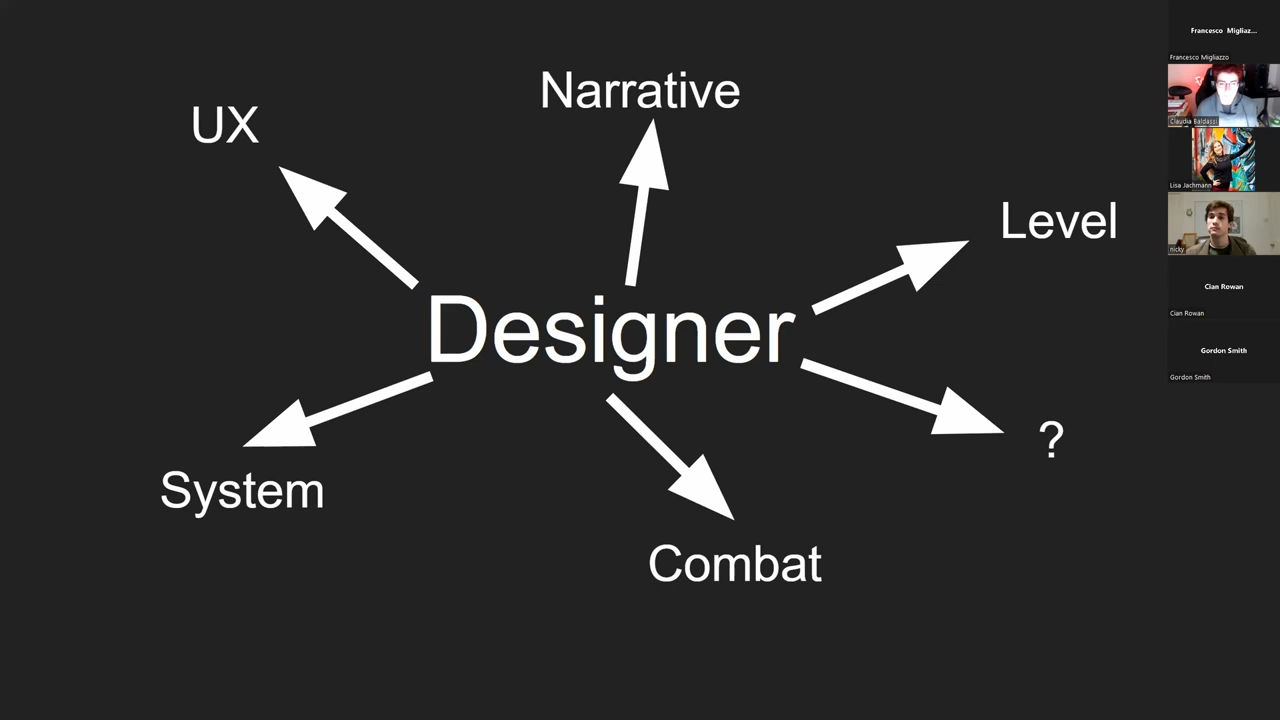 Narrative
UX
Level
Designer
?
System
Combat
Francesco Migliaz...
Francesco Migliazzo
Claudia Baldassi
Lisa Jachmann
nicky
Cian Rowan
Cian Rowan
Gordon Smith
Gordon Smith